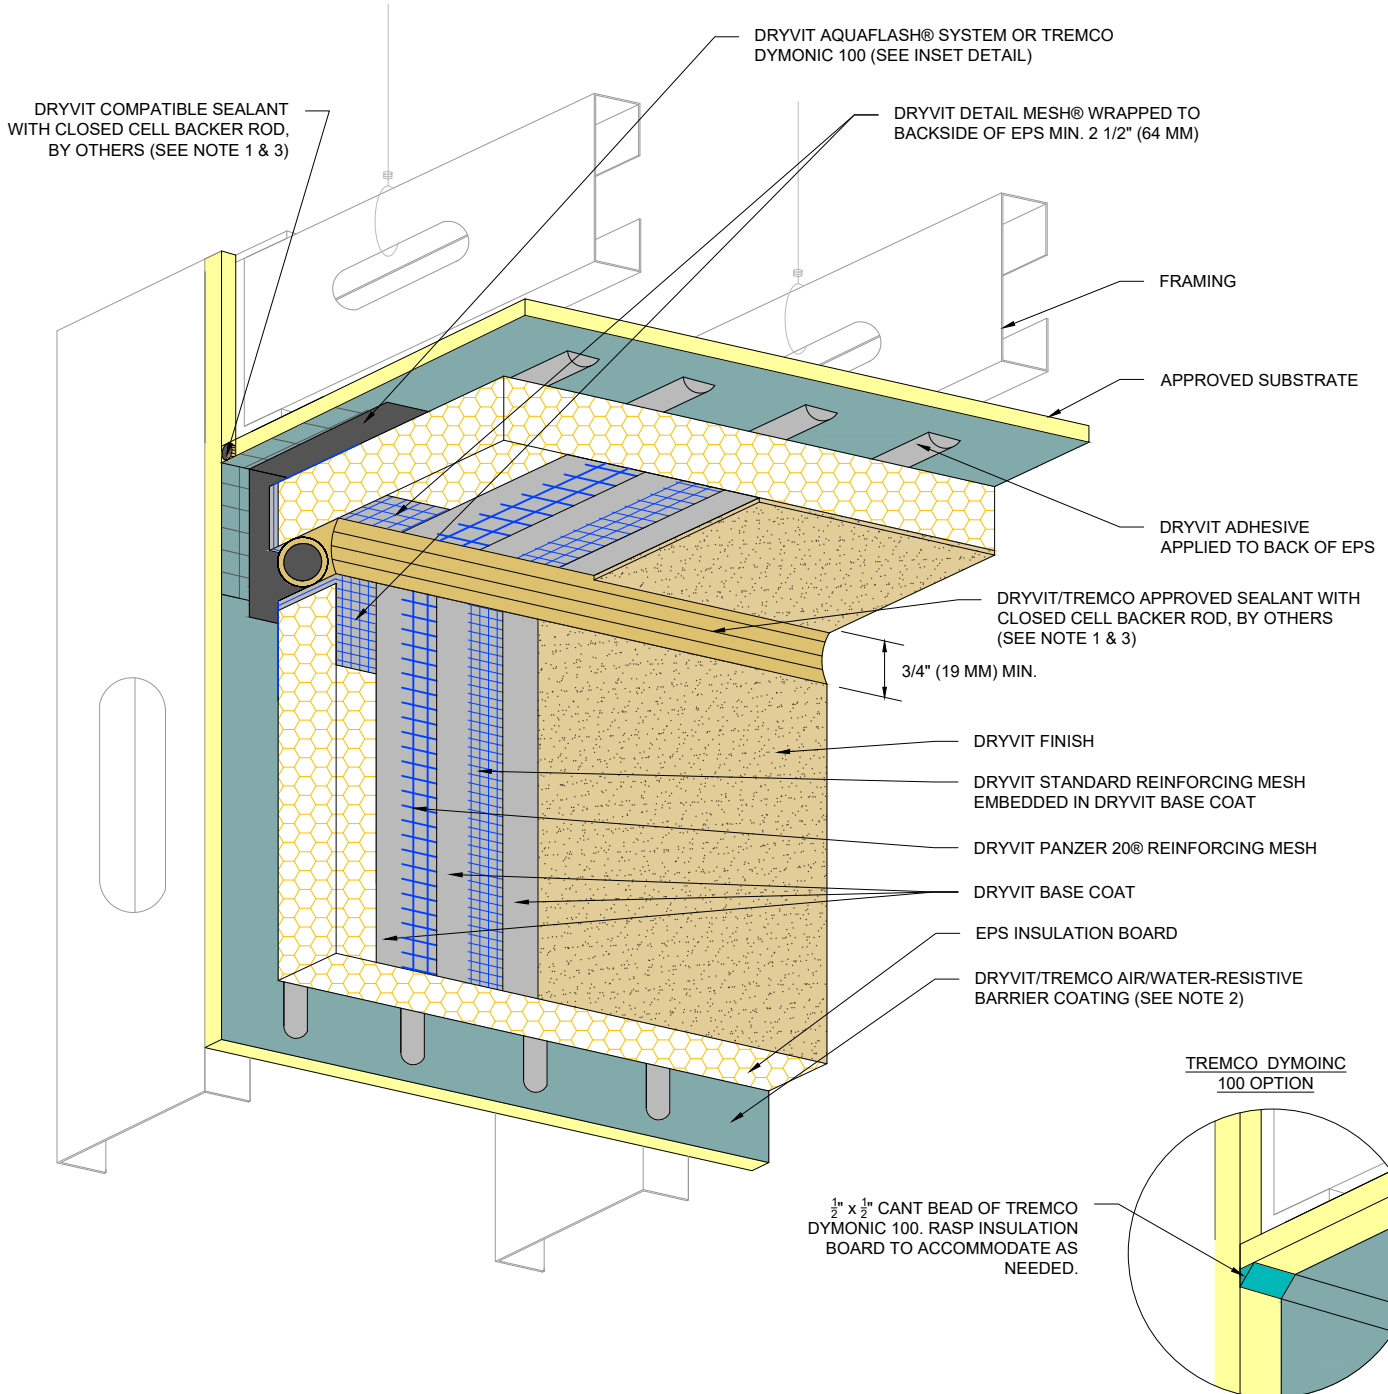 DRYVIT AQUAFLASH® SYSTEM OR TREMCO
DYMONIC 100 (SEE INSET DETAIL)
DRYVIT COMPATIBLE SEALANT
WITH CLOSED CELL BACKER ROD,
BY OTHERS (SEE NOTE 1 & 3)
DRYVIT DETAIL MESH® WRAPPED TO
BACKSIDE OF EPS MIN. 2 1/2" (64 MM)
FRAMING
APPROVED SUBSTRATE
DRYVIT ADHESIVE
APPLIED TO BACK OF EPS
DRYVIT/TREMCO APPROVED SEALANT WITH
CLOSED CELL BACKER ROD, BY OTHERS
(SEE NOTE 1 & 3)
3/4" (19 MM) MIN.
DRYVIT FINISH
DRYVIT STANDARD REINFORCING MESH
EMBEDDED IN DRYVIT BASE COAT
DRYVIT PANZER 20® REINFORCING MESH
DRYVIT BASE COAT
EPS INSULATION BOARD
DRYVIT/TREMCO AIR/WATER-RESISTIVE
BARRIER COATING (SEE NOTE 2)
TREMCO DYMOINC
100 OPTION
1/2" x 1/2" CANT BEAD OF TREMCO
DYMONIC 100. RASP INSULATION
BOARD TO ACCOMMODATE AS
NEEDED.